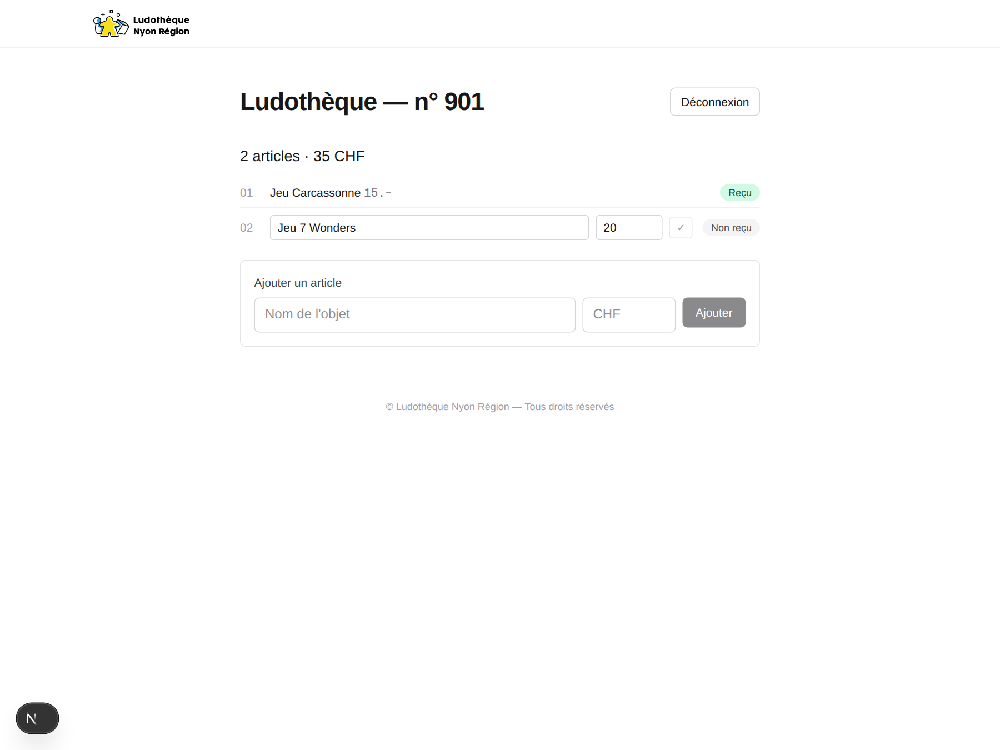 Ludothèque
Nyon Région
Ludothèque — n° 901
Déconnexion
2 articles · 35 CHF
01 Jeu Carcassonne 15.– Reçu
02 Jeu 7 Wonders 20 ✓ Non reçu
Ajouter un article
Nom de l'objet CHF Ajouter
© Ludothèque Nyon Région — Tous droits réservés
N